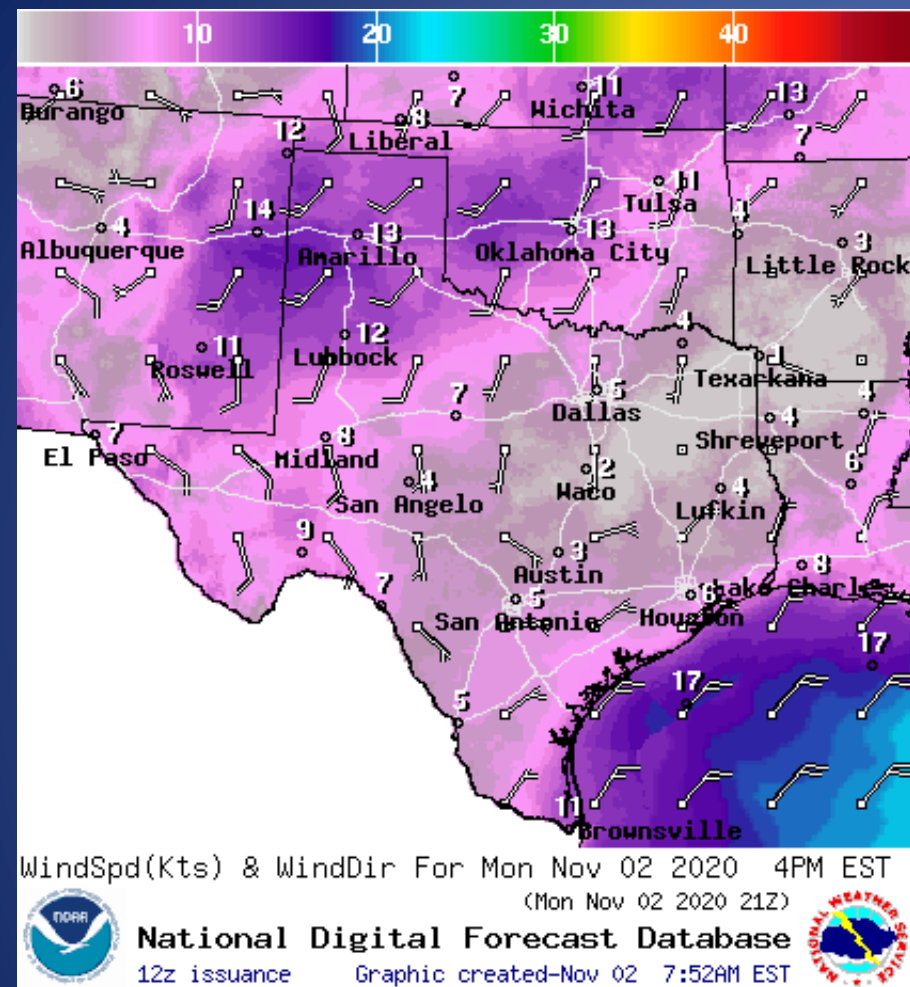 10 20 30 40
6 7 11 13
Durango Liberal 8 Wichita
12 7
14 11
Tulsa
4 13 13 4 3
Albuquerque Amarillo Oklahoma City Little Rock
11 12 4 1
Roswell Lubbock Texarkana
7 5 Dallas 4 4
7 8 Shreveport
El Paso Midland 2 6
4 Waco 4
San Angelo Lufkin
9 3 8
Austin Lake Charles
7 5 6
San Antonio Houston
17
17
5
11
Brownsville
WindSpd(Kts) & WindDir For Mon Nov 02 2020 4PM EST
(Mon Nov 02 2020 21Z)
NOAA
National Digital Forecast Database
12z issuance Graphic created-Nov 02 7:52AM EST
NATIONAL WEATHER SERVICE